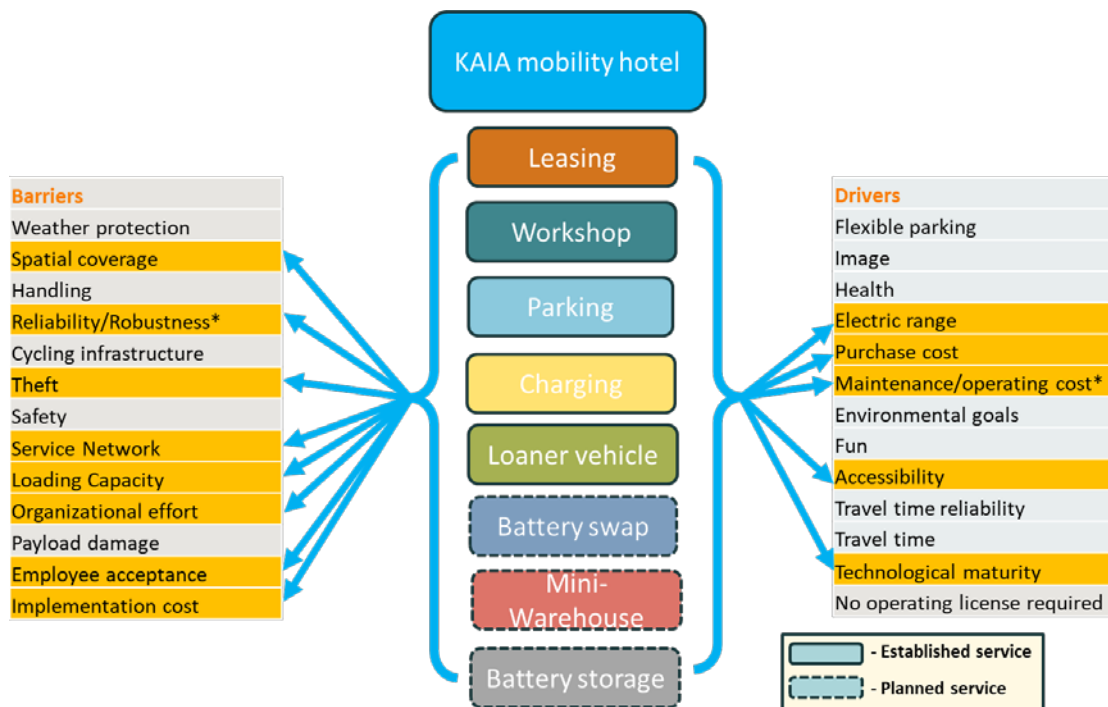 KAIA mobility hotel
Leasing
Workshop
Parking
Charging
Loaner vehicle
Battery swap
Mini-
Warehouse
Battery storage
Barriers
Weather protection
Spatial coverage
Handling
Reliability/Robustness*
Cycling infrastructure
Theft
Safety
Service Network
Loading Capacity
Organizational effort
Payload damage
Employee acceptance
Implementation cost
Drivers
Flexible parking
Image
Health
Electric range
Purchase cost
Maintenance/operating cost*
Environmental goals
Fun
Accessibility
Travel time reliability
Travel time
Technological maturity
No operating license required
- Established service
- Planned service